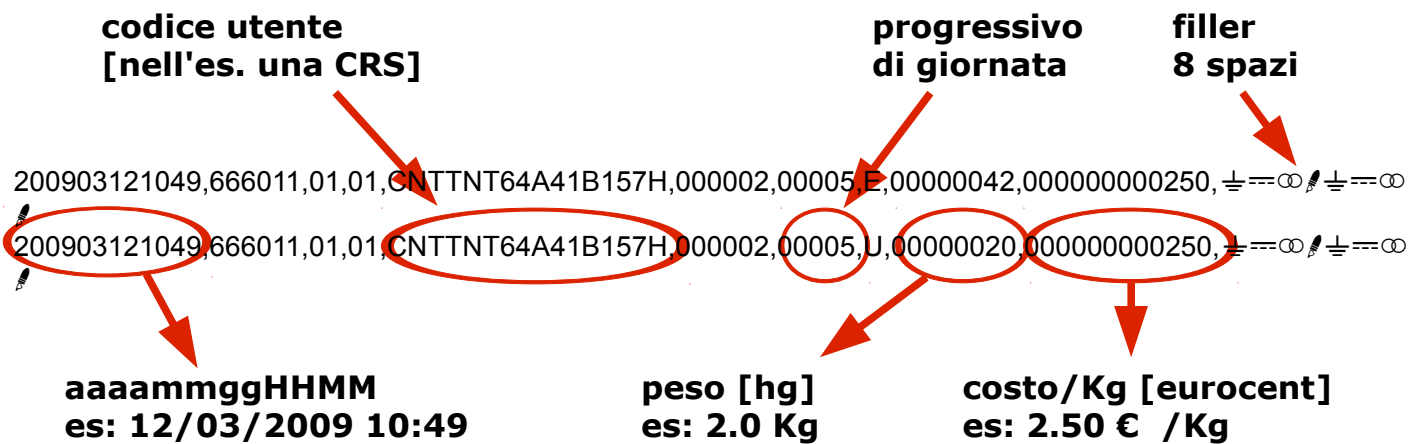 codice utente
[nell'es. una CRS]
progressivo
di giornata
filler
8 spazi
200903121049,666011,01,01,CNTTNT64A41B157H,000002,00005,E,00000042,000000000250,
200903121049,666011,01,01,CNTTNT64A41B157H,000002,00005,U,00000020,000000000250,
aaaammggHHMM
es: 12/03/2009 10:49
peso [hg]
es: 2.0 Kg
costo/Kg [eurocent]
es: 2.50 € /Kg